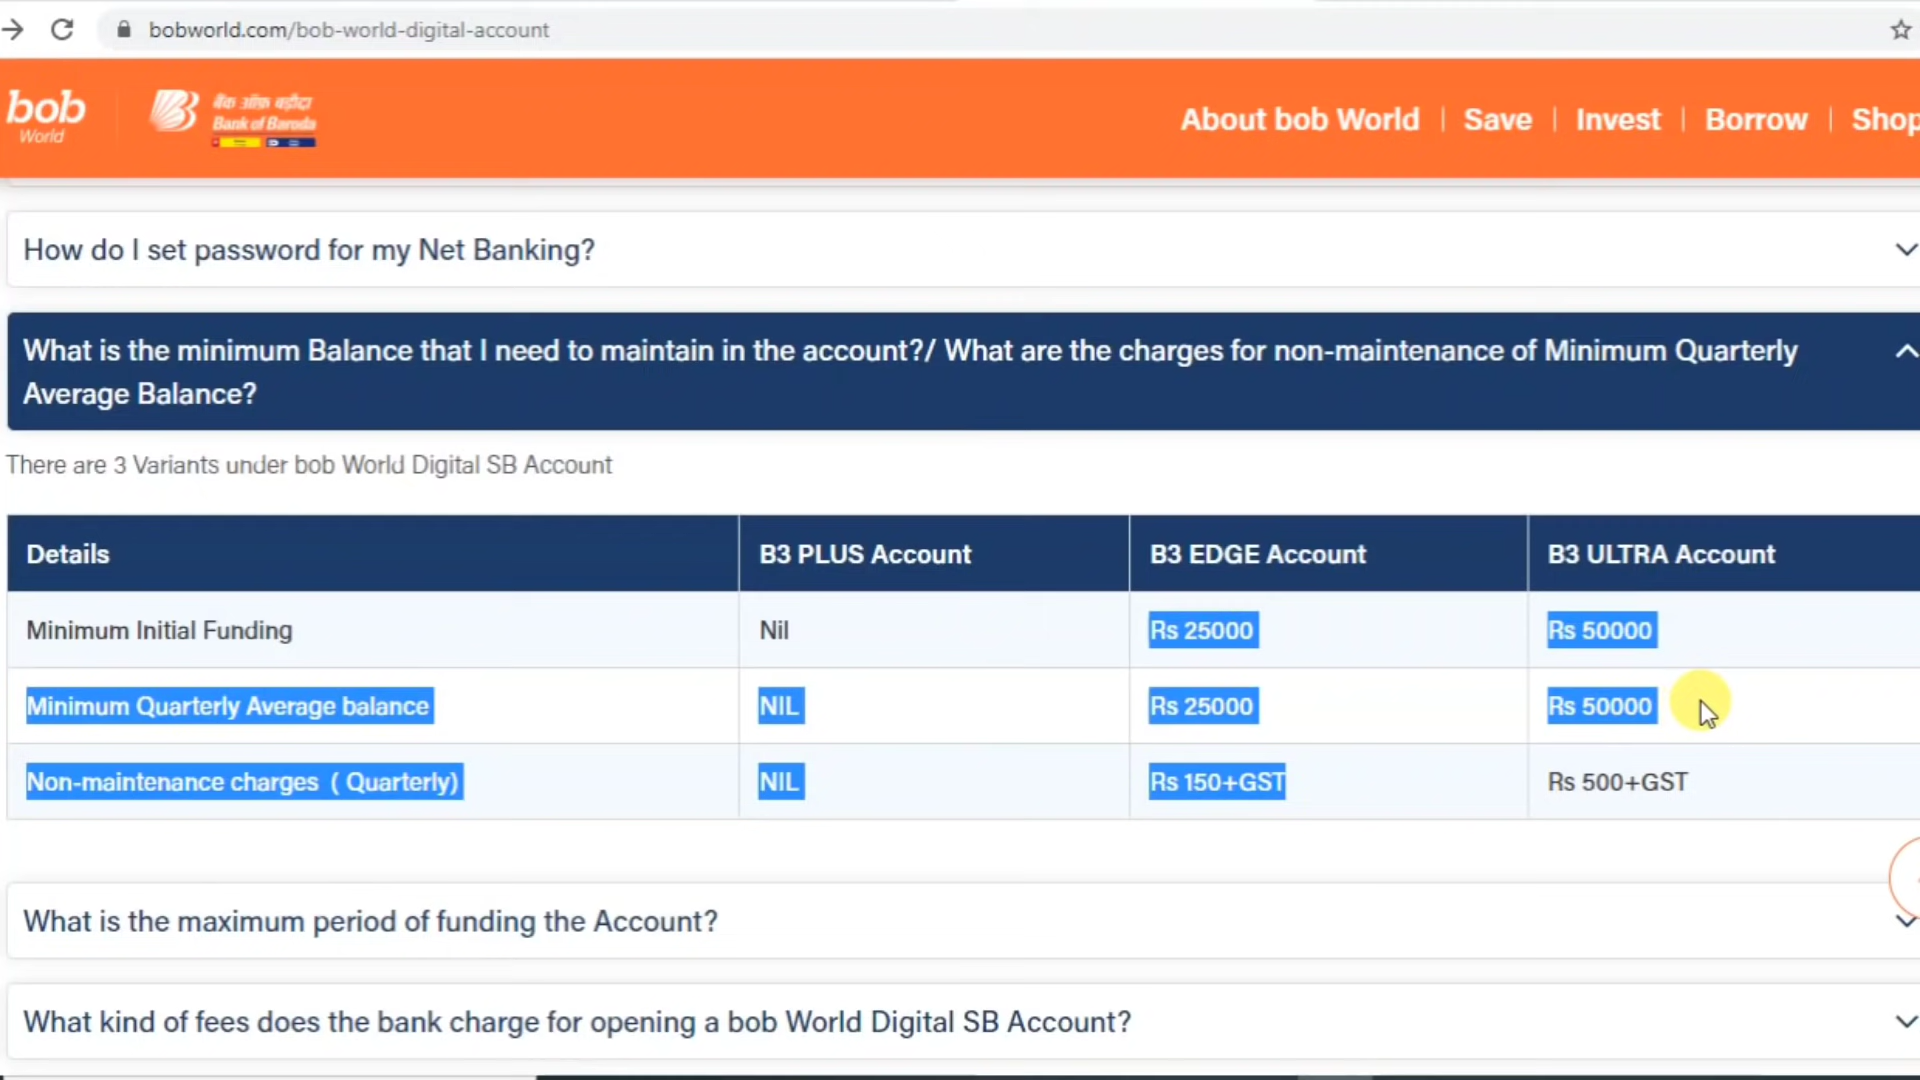 bobworld.com/bob-world-digital-account
bob
World
बैंक ऑफ़ बड़ौदा
Bank of Baroda
About bob World | Save | Invest | Borrow | Shop
How do I set password for my Net Banking?
What is the minimum Balance that I need to maintain in the account?/ What are the charges for non-maintenance of Minimum Quarterly
Average Balance?
There are 3 Variants under bob World Digital SB Account
Details B3 PLUS Account B3 EDGE Account B3 ULTRA Account
Minimum Initial Funding Nil Rs 25000 Rs 50000
Minimum Quarterly Average balance NIL Rs 25000 Rs 50000
Non-maintenance charges ( Quarterly) NIL Rs 150+GST Rs 500+GST
What is the maximum period of funding the Account?
What kind of fees does the bank charge for opening a bob World Digital SB Account?